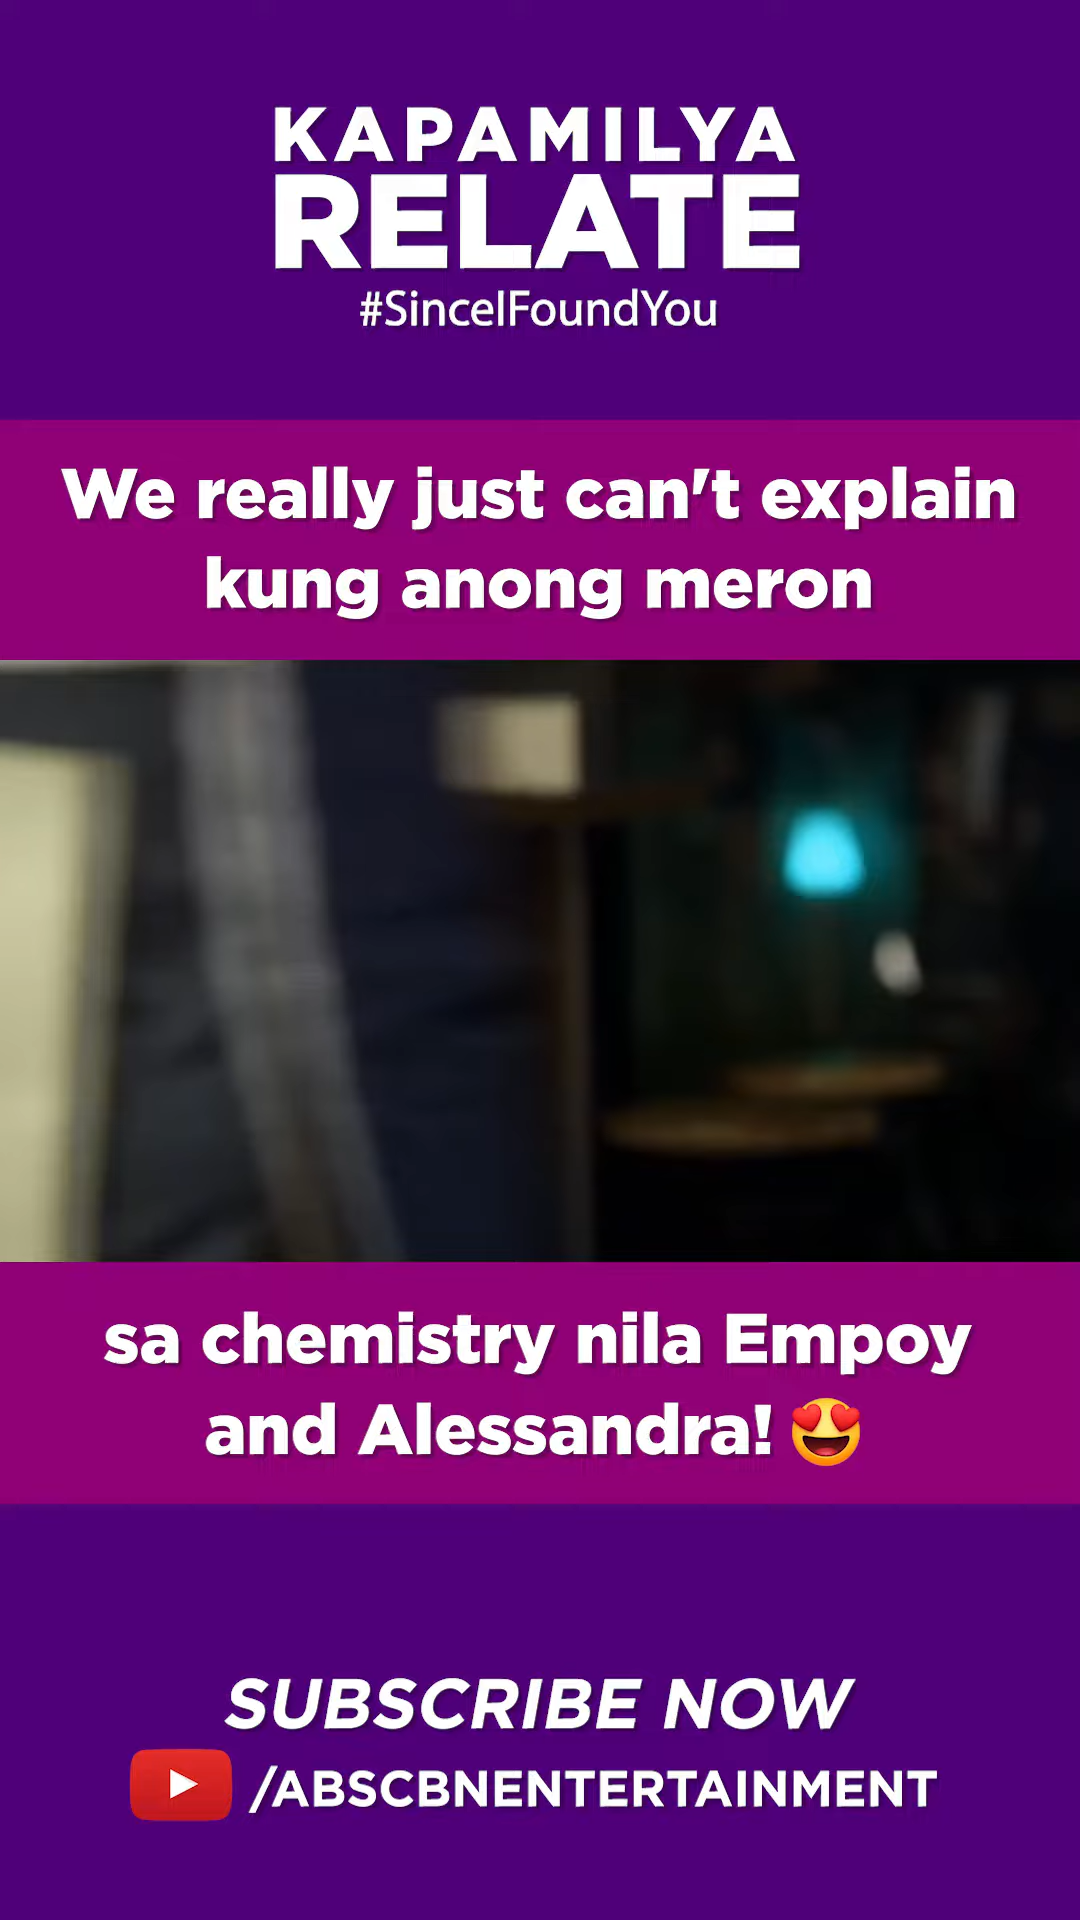 KAPAMILYA
RELATE
#SinceIFoundYou
We really just can't explain
kung anong meron
sa chemistry nila Empoy
and Alessandra! 😍
SUBSCRIBE NOW
/ABSCBNENTERTAINMENT